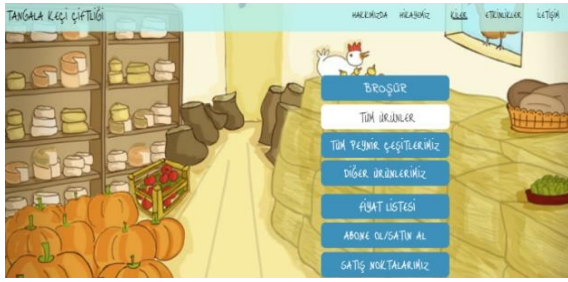 TANGALA KEÇİ ÇİFTLİĞİ
HAKKIMIZDA HİKAYEMİZ KİLER ETKİNLİKLER İLETİŞİM
BROŞÜR
TÜM ÜRÜNLER
TÜM PEYNİR ÇEŞİTLERİMİZ
DİĞER ÜRÜNLERİMİZ
FİYAT LİSTESİ
ABONE OL/SATIN AL
SATIŞ NOKTALARIMIZ